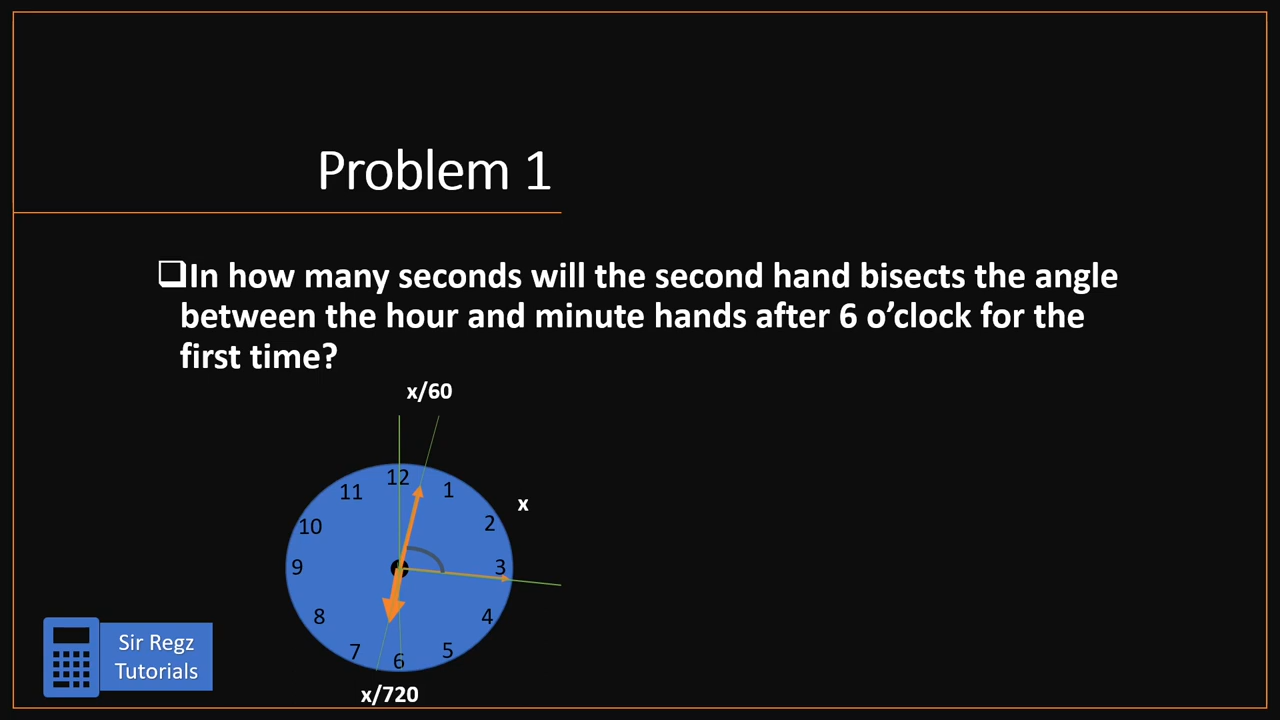 Problem 1
❑In how many seconds will the second hand bisects the angle
between the hour and minute hands after 6 o’clock for the
first time?
x/60
12
11
1
x
10
2
9
3
8
4
7
5
6
Sir Regz
Tutorials
x/720